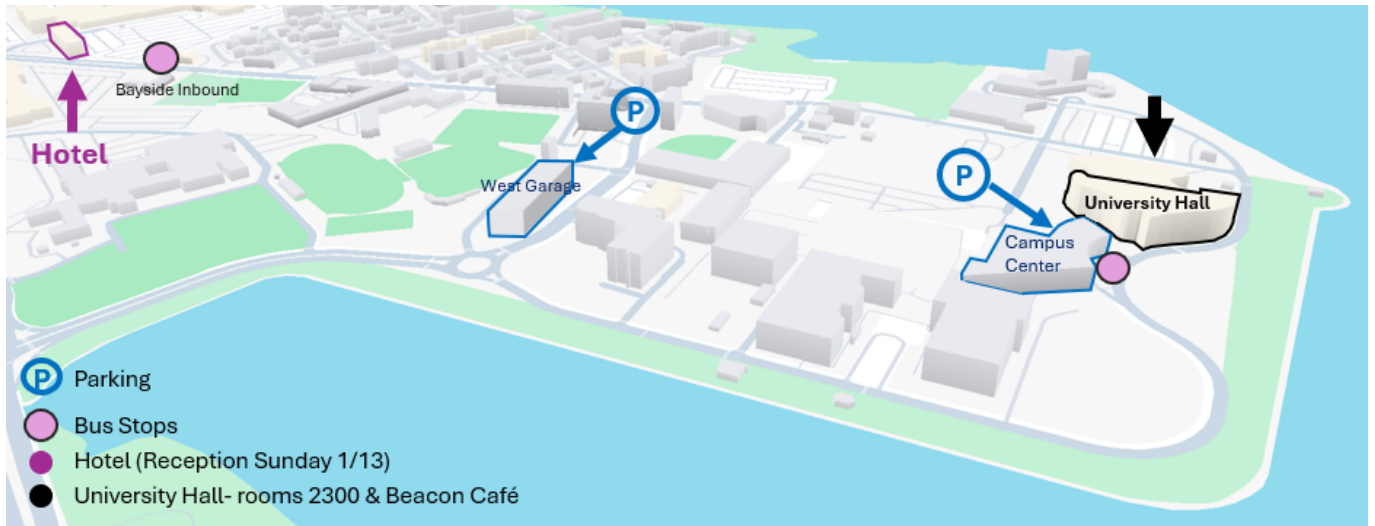 Bayside Inbound
Hotel
P
West Garage
P
University Hall
Campus
Center
P Parking
Bus Stops
Hotel (Reception Sunday 1/13)
University Hall- rooms 2300 & Beacon Café